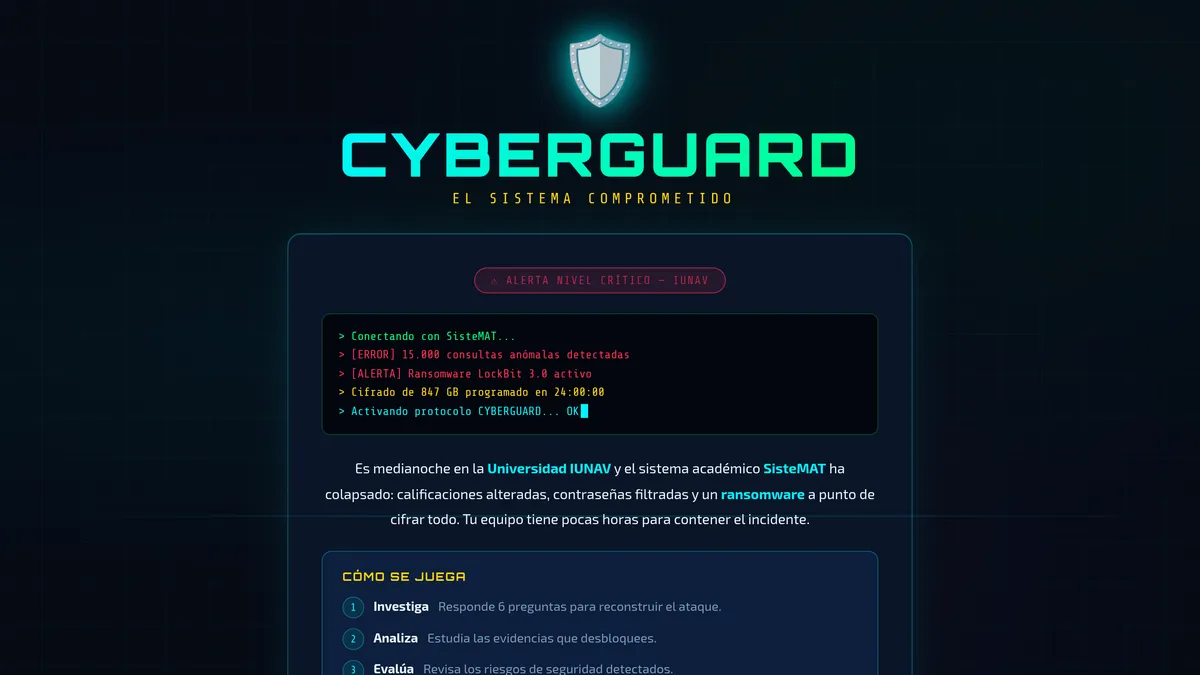 CYBERGUARD
EL SISTEMA COMPROMETIDO
⚠ ALERTA NIVEL CRÍTICO — IUNAV
> Conectando con SisteMAT...
> [ERROR] 15.000 consultas anómalas detectadas
> [ALERTA] Ransomware LockBit 3.0 activo
> Cifrado de 847 GB programado en 24:00:00
> Activando protocolo CYBERGUARD... OK
Es medianoche en la Universidad IUNAV y el sistema académico SisteMAT ha
colapsado: calificaciones alteradas, contraseñas filtradas y un ransomware a punto de
cifrar todo. Tu equipo tiene pocas horas para contener el incidente.
CÓMO SE JUEGA
1 Investiga Responde 6 preguntas para reconstruir el ataque.
2 Analiza Estudia las evidencias que desbloquees.
3 Evalúa Revisa los riesgos de seguridad detectados.